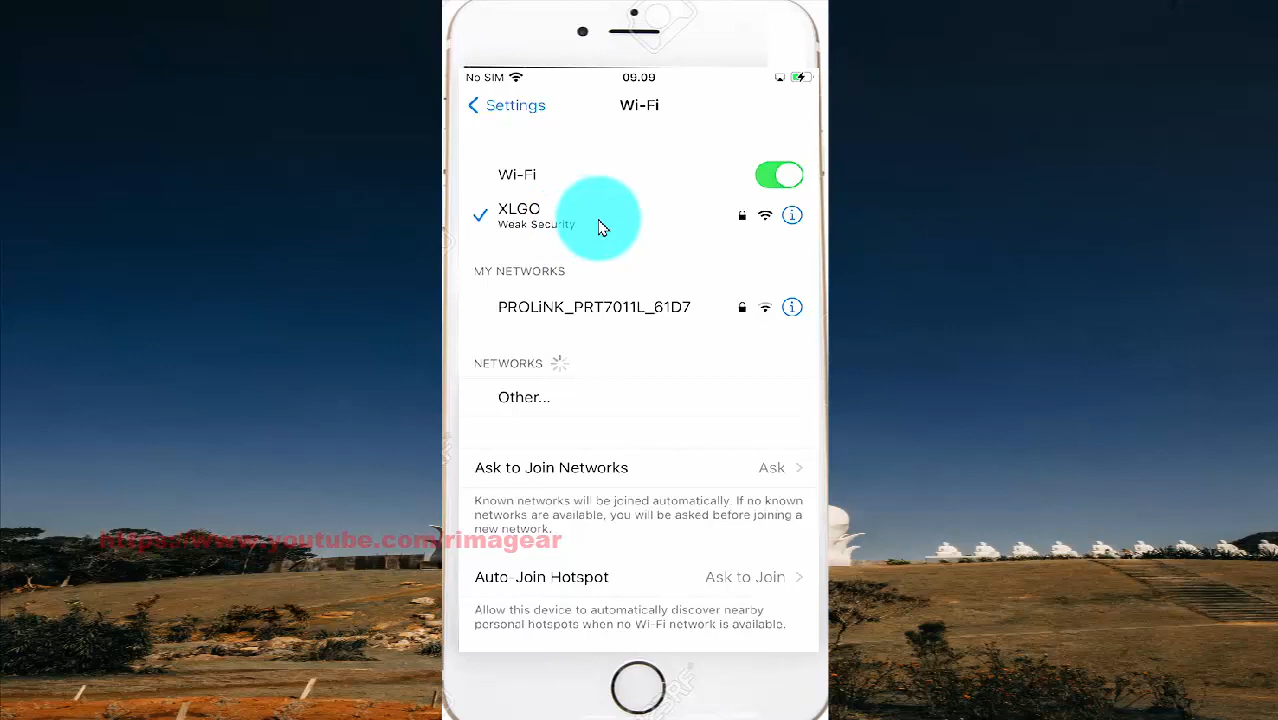 No SIM
09.09
Settings
Wi-Fi
Wi-Fi
XLGO
Weak Security
MY NETWORKS
PROLiNK_PRT7011L_61D7
NETWORKS
Other...
Ask to Join Networks
Ask
Known networks will be joined automatically. If no known
networks are available, you will be asked before joining a
new network.
https://www.youtube.com/rimagear
Auto-Join Hotspot
Ask to Join
Allow this device to automatically discover nearby
personal hotspots when no Wi-Fi network is available.